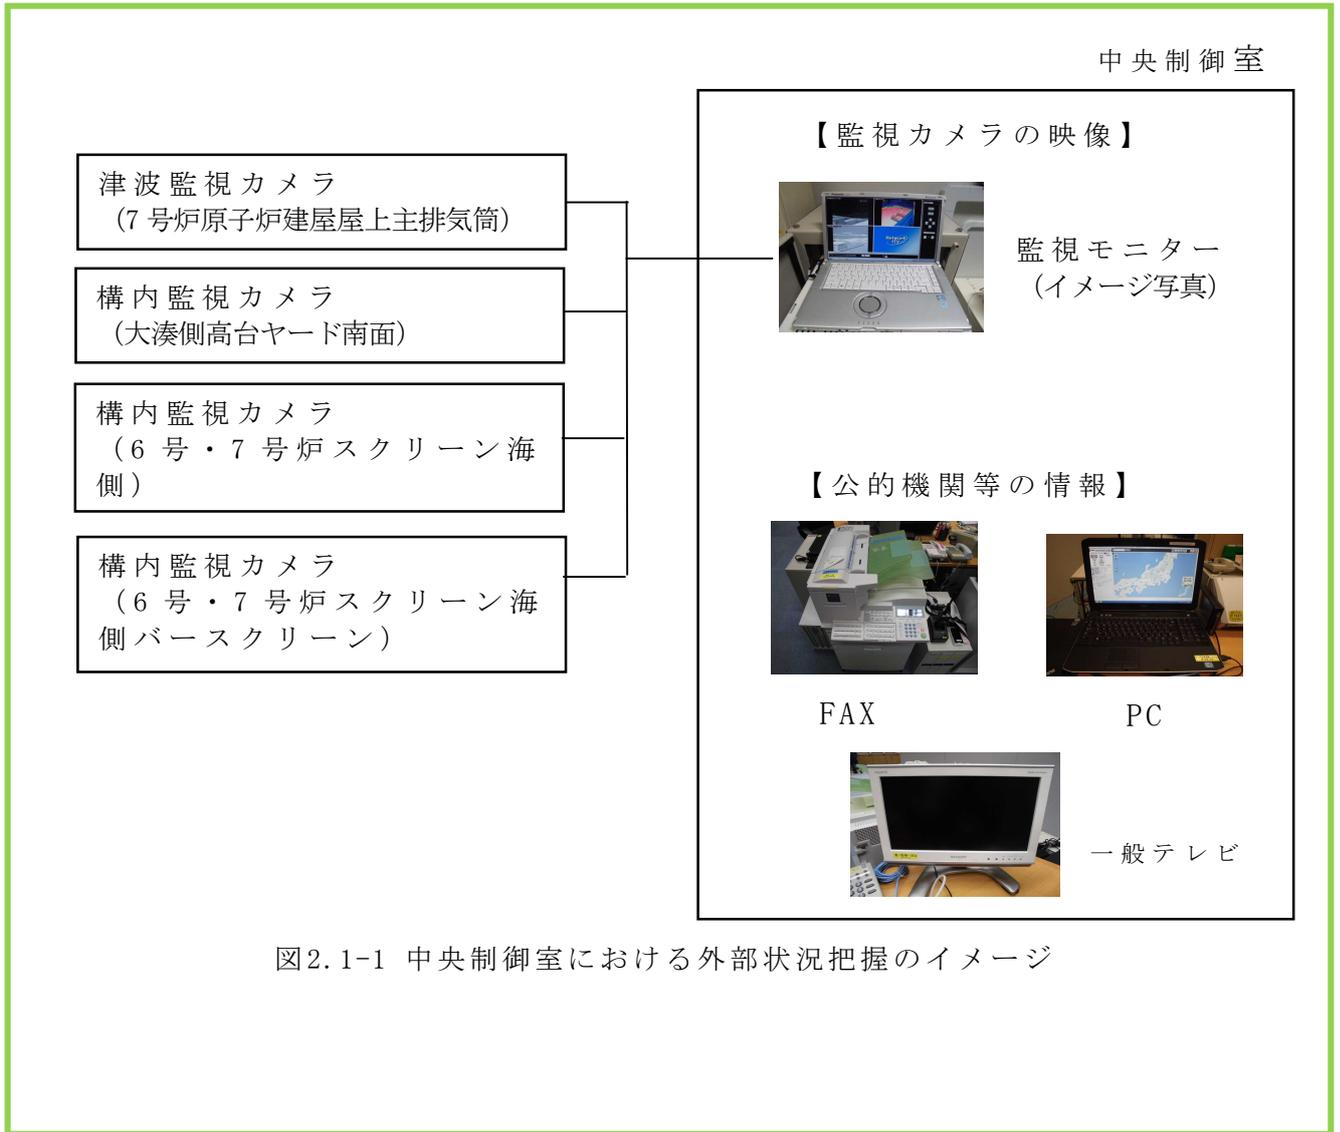 中央制御室
津波監視カメラ
（7 号炉原子炉建屋屋上主排気筒）
構内監視カメラ
（大湊側高台ヤード南面）
構内監視カメラ
（6 号・7 号炉スクリーン海
側）
構内監視カメラ
（6 号・7 号炉スクリーン海
側バースクリーン）
【監視カメラの映像】
監視モニター
（イメージ写真）
【公的機関等の情報】
FAX
PC
一般テレビ
図2.1-1 中央制御室における外部状況把握のイメージ